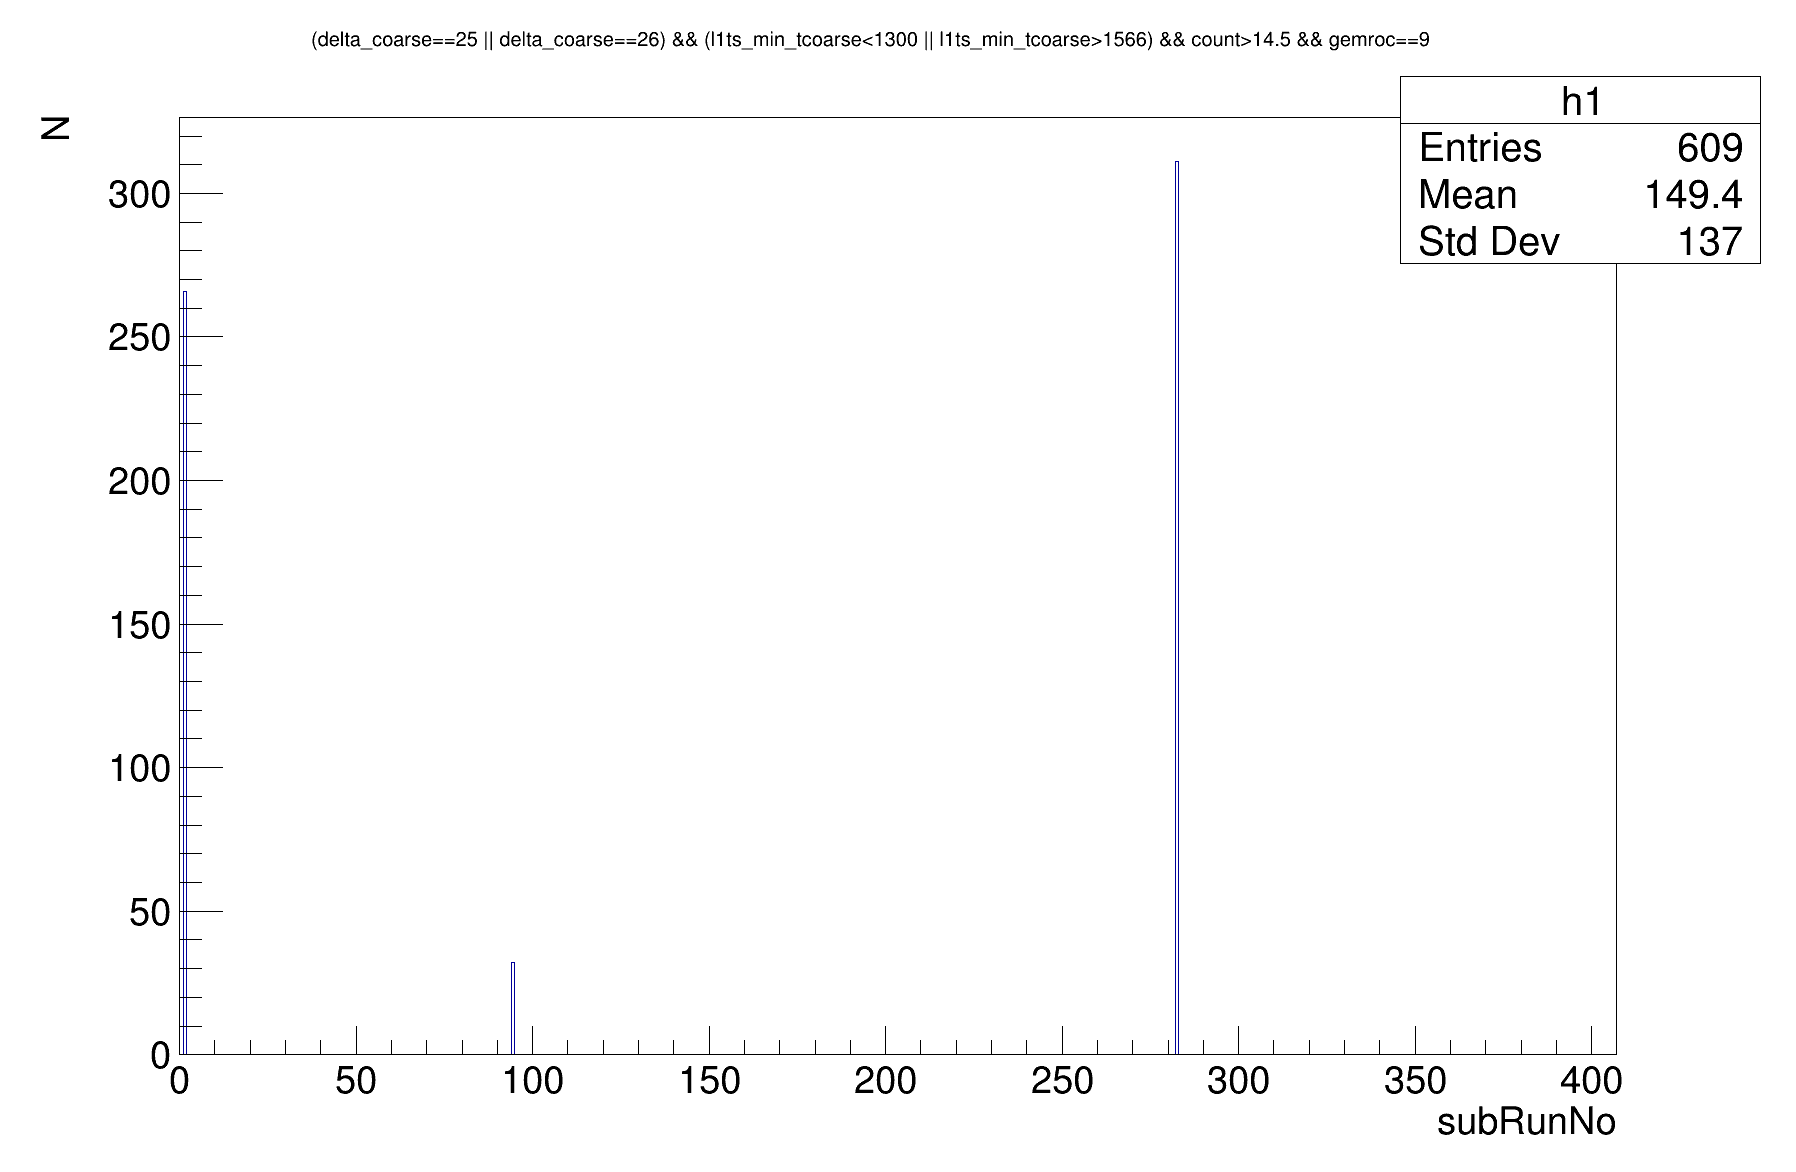 (delta_coarse==25 || delta_coarse==26) && (l1ts_min_tcoarse<1300 || l1ts_min_tcoarse>1566) && count>14.5 && gemroc==9
h1
Entries 609
Mean 149.4
Std Dev 137
N
300
250
200
150
100
50
0
0 50 100 150 200 250 300 350 400
subRunNo